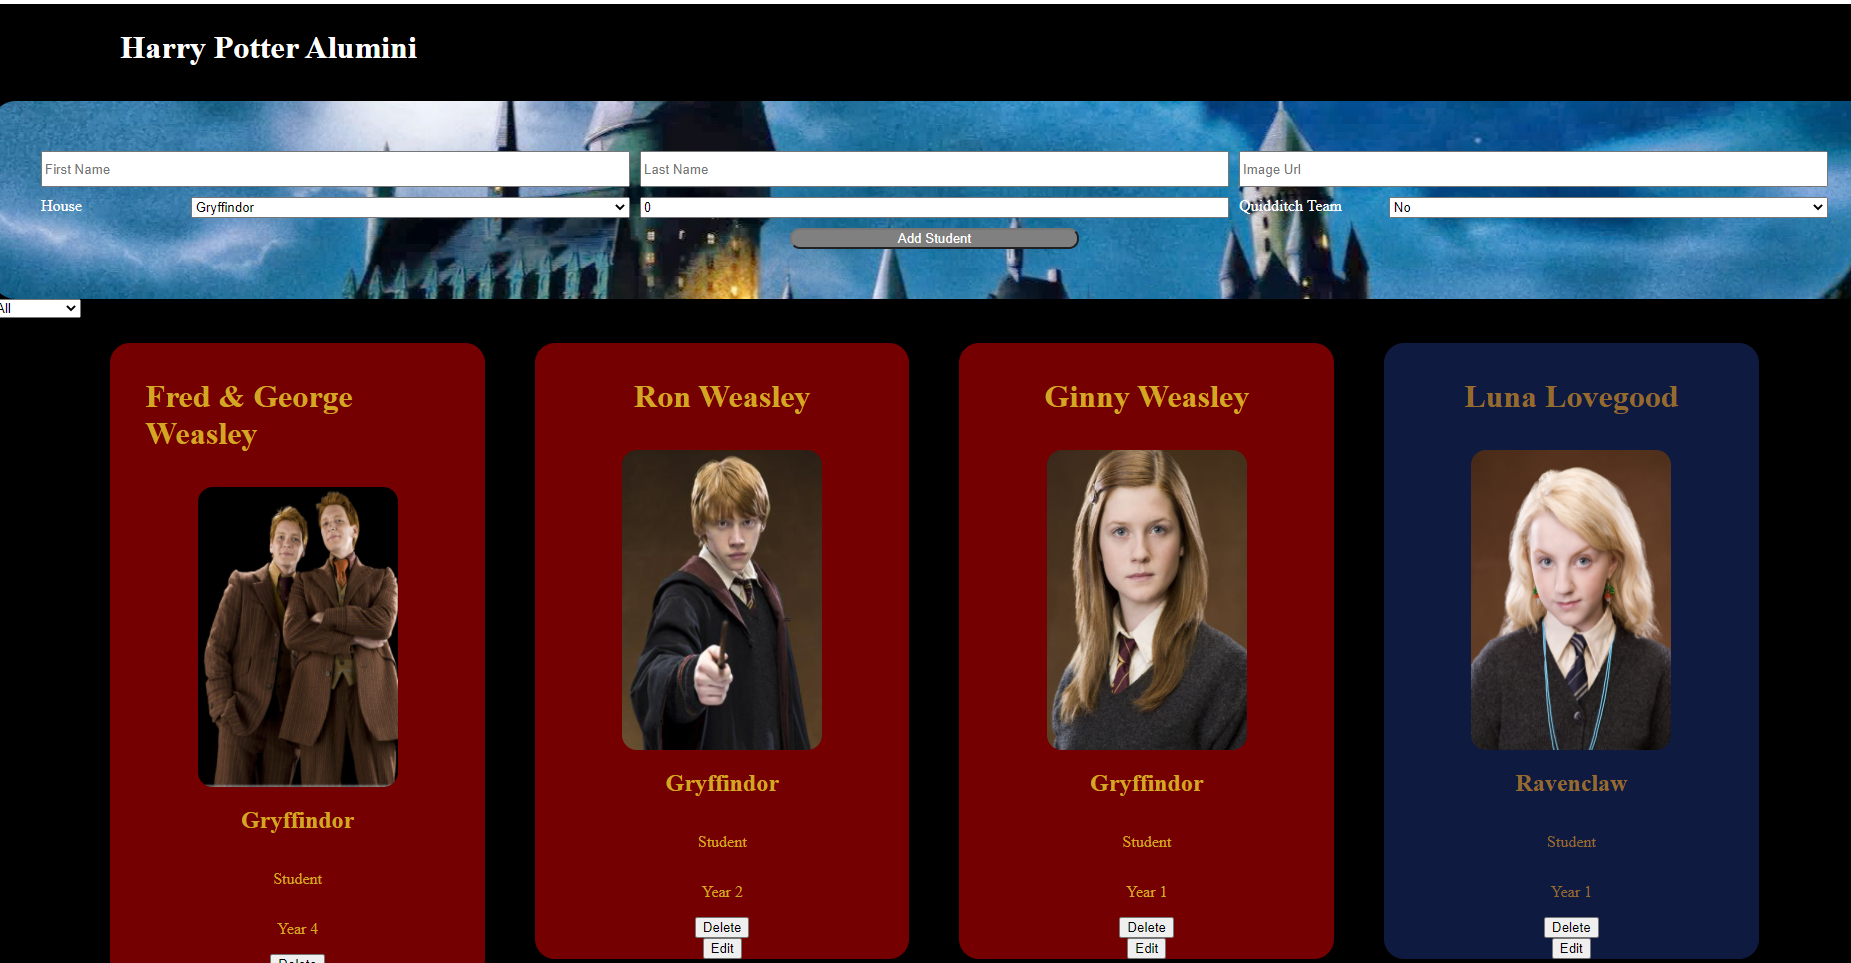 Harry Potter Alumini
First Name
Last Name
Image Url
House
Gryffindor
0
Quidditch Team
No
Add Student
All
Fred & George
Weasley
Gryffindor
Student
Year 4
Delete
Ron Weasley
Gryffindor
Student
Year 2
Delete
Edit
Ginny Weasley
Gryffindor
Student
Year 1
Delete
Edit
Luna Lovegood
Ravenclaw
Student
Year 1
Delete
Edit